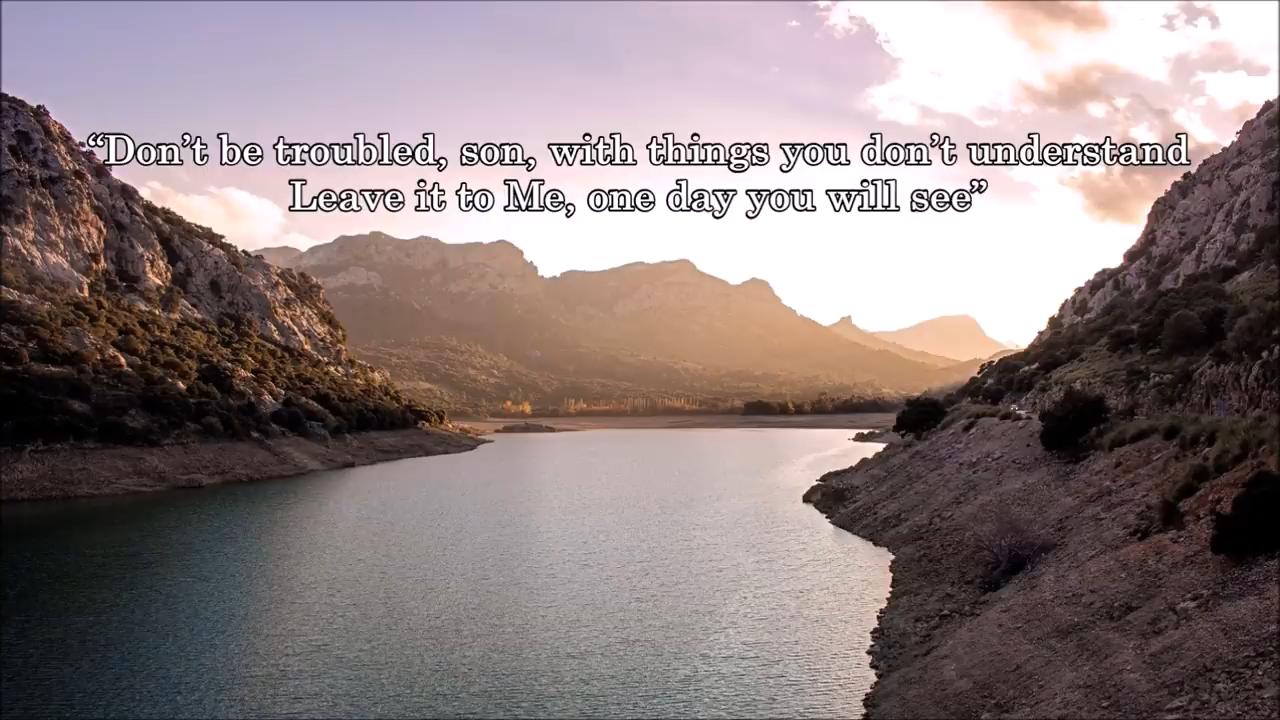 “Don’t be troubled, son, with things you don’t understand
Leave it to Me, one day you will see”